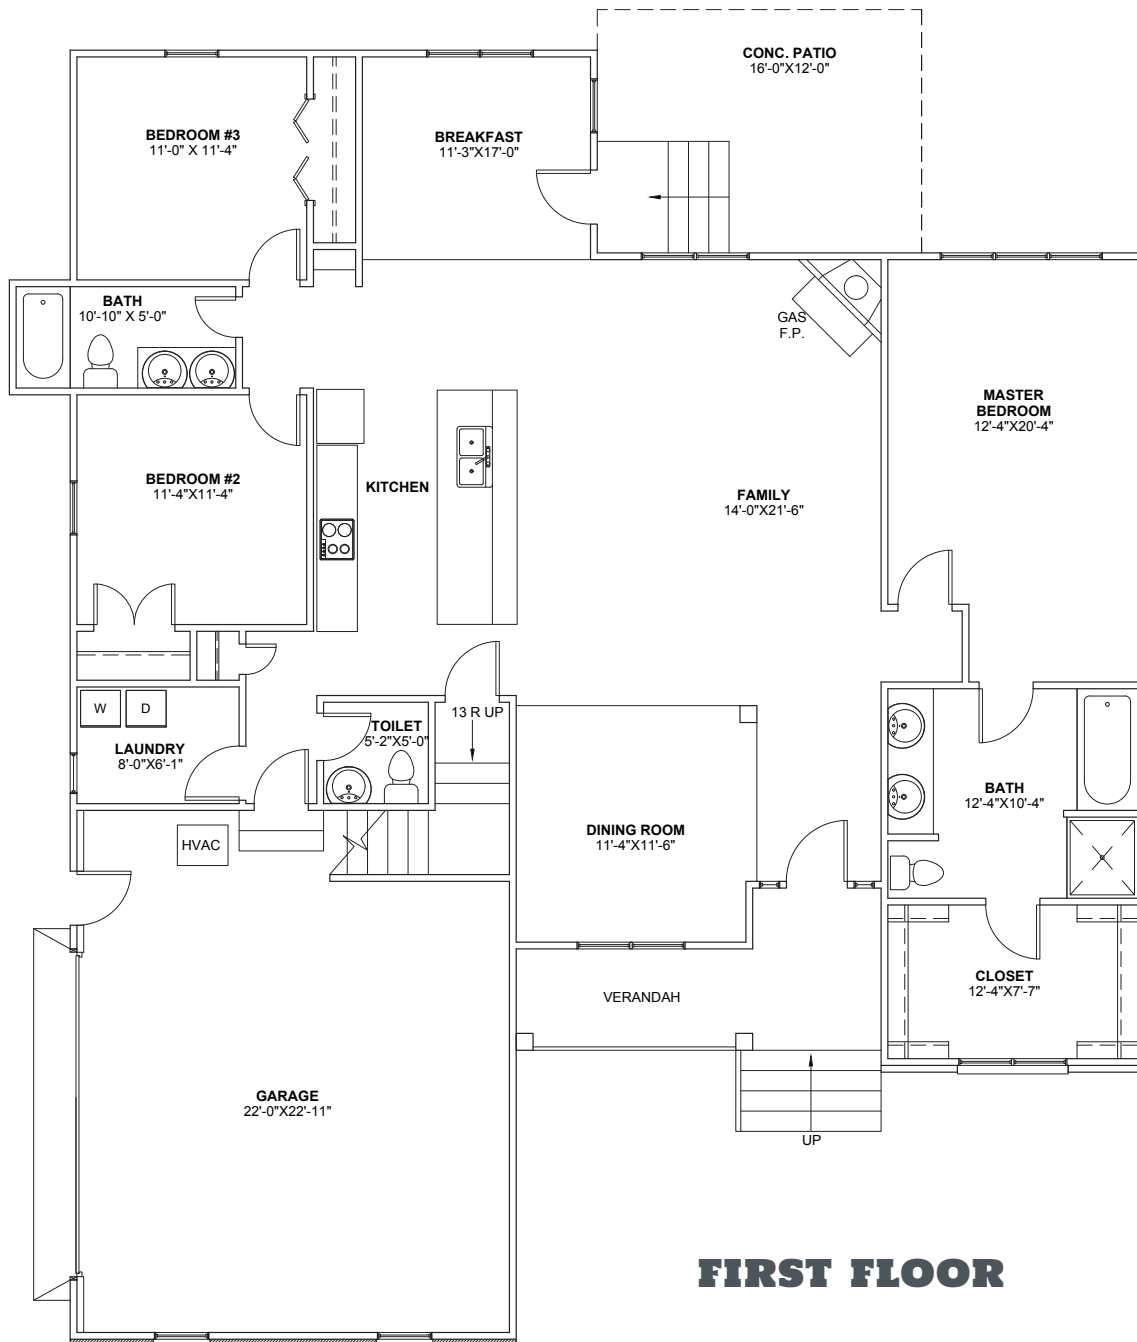 CONC. PATIO
16'-0"X12'-0"
BEDROOM #3
11'-0" X 11'-4"
BREAKFAST
11'-3"X17'-0"
BATH
10'-10" X 5'-0"
GAS
F.P.
MASTER
BEDROOM
12'-4"X20'-4"
BEDROOM #2
11'-4"X11'-4"
KITCHEN
FAMILY
14'-0"X21'-6"
W
D
13 R UP
TOILET
5'-2"X5'-0"
LAUNDRY
8'-0"X6'-1"
BATH
12'-4"X10'-4"
HVAC
DINING ROOM
11'-4"X11'-6"
CLOSET
12'-4"X7'-7"
VERANDAH
GARAGE
22'-0"X22'-11"
UP
FIRST FLOOR